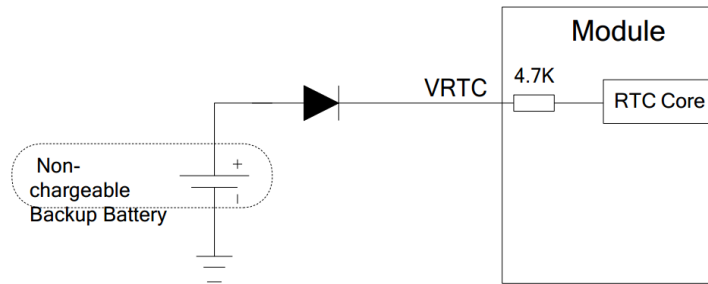 Module
4.7K
VRTC
RTC Core
Non-
chargeable
Backup Battery
+